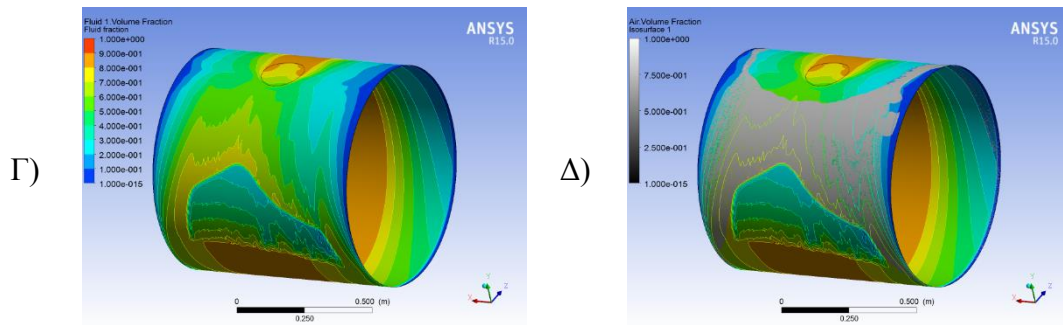 Γ)
Fluid 1.Volume Fraction
Fluid fraction
1.000e+000
9.000e-001
8.000e-001
7.000e-001
6.000e-001
5.000e-001
4.000e-001
3.000e-001
2.000e-001
1.000e-001
1.000e-015
ANSYS
R15.0
0 0.500 (m)
0.250
Y
X
Z
Δ)
Air.Volume Fraction
Isosurface 1
1.000e+000
7.500e-001
5.000e-001
2.500e-001
1.000e-015
ANSYS
R15.0
0 0.500 (m)
0.250
Y
X
Z